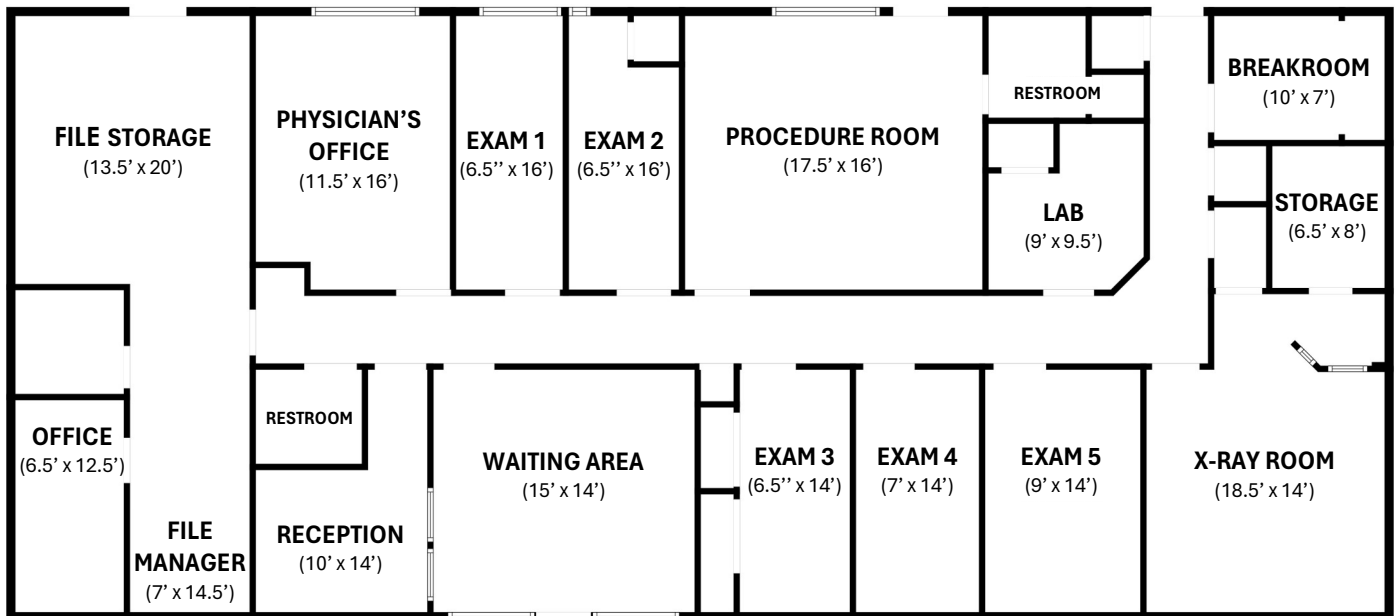 FILE STORAGE
(13.5’ x 20’)
PHYSICIAN’S
OFFICE
(11.5’ x 16’)
EXAM 1
(6.5’’ x 16’)
EXAM 2
(6.5’’ x 16’)
PROCEDURE ROOM
(17.5’ x 16’)
RESTROOM
LAB
(9’ x 9.5’)
BREAKROOM
(10’ x 7’)
STORAGE
(6.5’ x 8’)
OFFICE
(6.5’ x 12.5’)
FILE
MANAGER
(7’ x 14.5’)
RESTROOM
RECEPTION
(10’ x 14’)
WAITING AREA
(15’ x 14’)
EXAM 3
(6.5’’ x 14’)
EXAM 4
(7’ x 14’)
EXAM 5
(9’ x 14’)
X-RAY ROOM
(18.5’ x 14’)